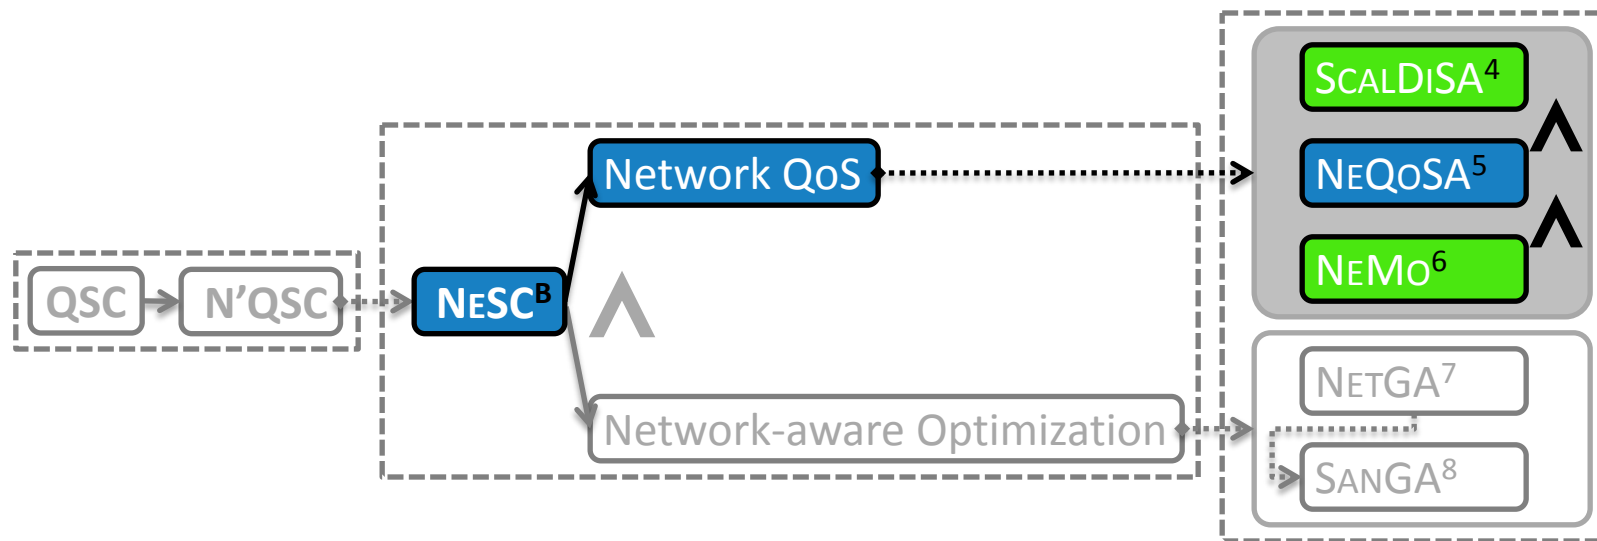 QSC
N'QSC
NESCB
Network QoS
Network-aware Optimization
SCALDISA4
NEQOSA5
NEMO6
NETGA7
SANGA8